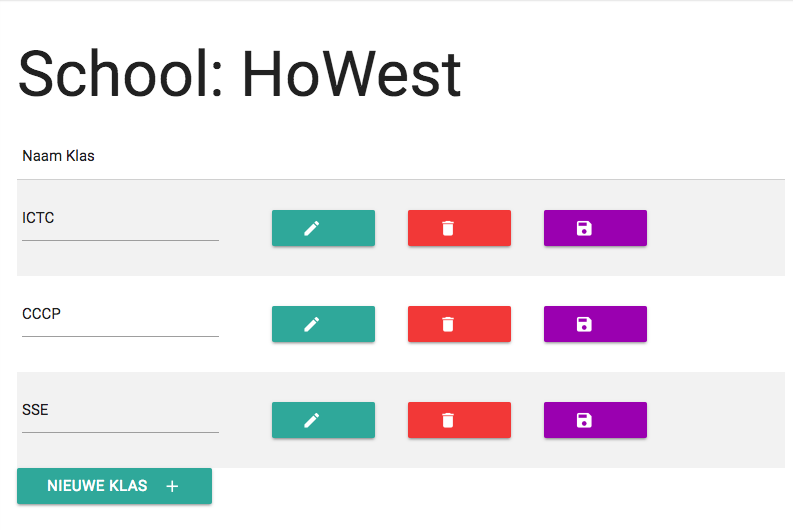 School: HoWest
Naam Klas
ICTC
CCCP
SSE
NIEUWE KLAS +